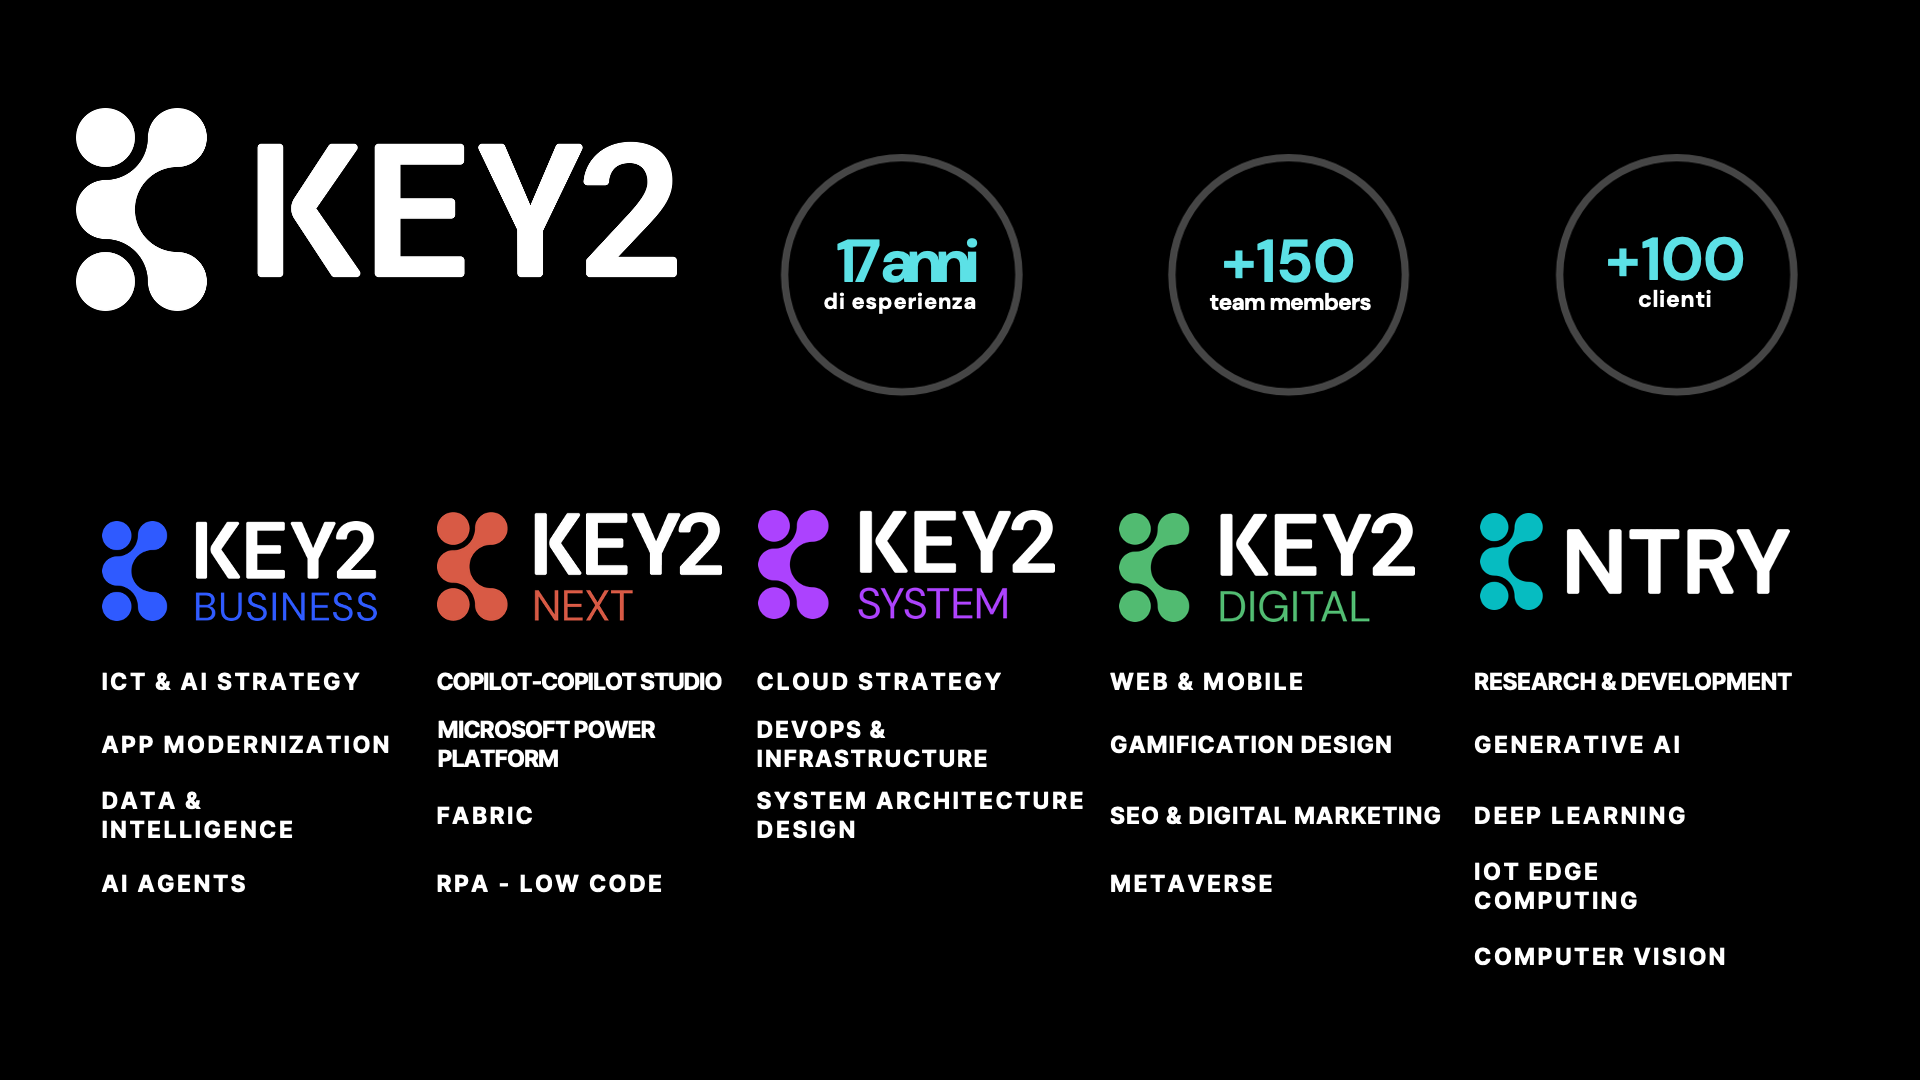 KEY2
17 anni
di esperienza
+150
team members
+100
clienti
KEY2
BUSINESS
ICT & AI STRATEGY
APP MODERNIZATION
DATA &
INTELLIGENCE
AI AGENTS
KEY2
NEXT
COPILOT-COPILOT STUDIO
MICROSOFT POWER
PLATFORM
FABRIC
RPA - LOW CODE
KEY2
SYSTEM
CLOUD STRATEGY
DEVOPS &
INFRASTRUCTURE
SYSTEM ARCHITECTURE
DESIGN
KEY2
DIGITAL
WEB & MOBILE
GAMIFICATION DESIGN
SEO & DIGITAL MARKETING
METAVERSE
NTRY
RESEARCH & DEVELOPMENT
GENERATIVE AI
DEEP LEARNING
IOT EDGE
COMPUTING
COMPUTER VISION